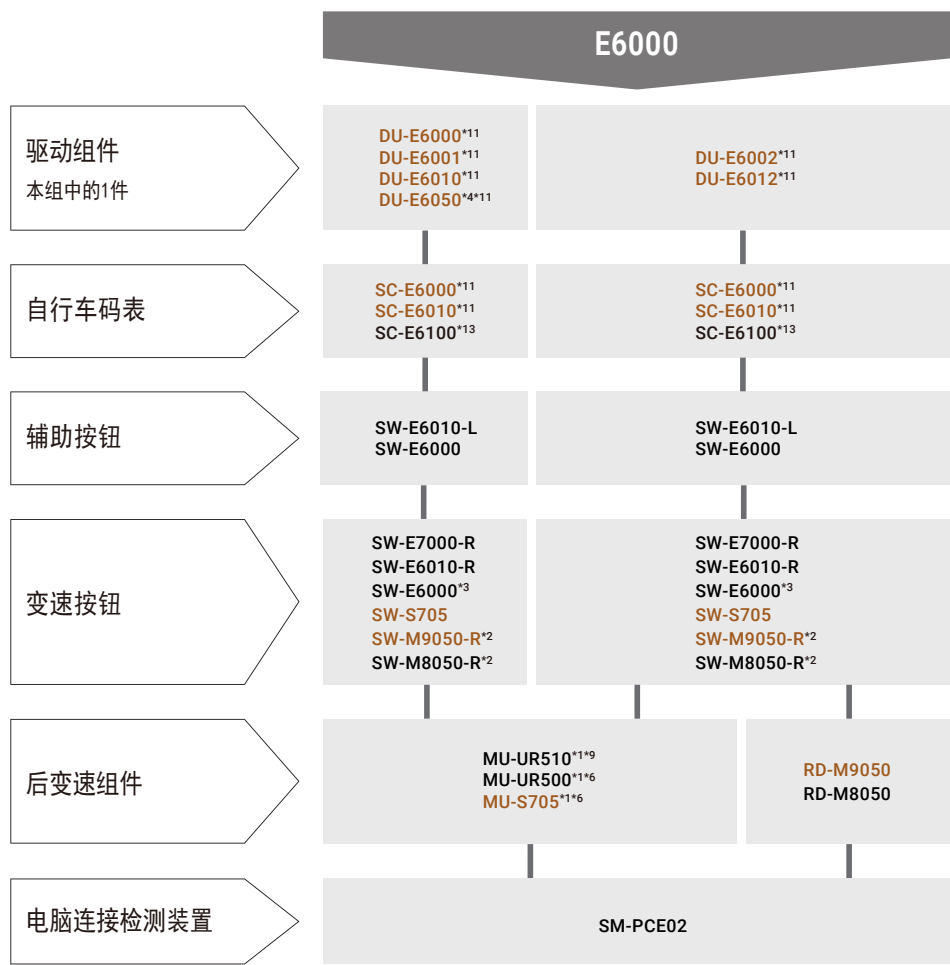 E6000
驱动组件
本组中的1件
DU-E6000*11
DU-E6001*11
DU-E6010*11
DU-E6050*4*11
DU-E6002*11
DU-E6012*11
自行车码表
SC-E6000*11
SC-E6010*11
SC-E6100*13
SC-E6000*11
SC-E6010*11
SC-E6100*13
辅助按钮
SW-E6010-L
SW-E6000
SW-E6010-L
SW-E6000
变速按钮
SW-E7000-R
SW-E6010-R
SW-E6000*3
SW-S705
SW-M9050-R*2
SW-M8050-R*2
SW-E7000-R
SW-E6010-R
SW-E6000*3
SW-S705
SW-M9050-R*2
SW-M8050-R*2
后变速组件
MU-UR510*1*9
MU-UR500*1*6
MU-S705*1*6
RD-M9050
RD-M8050
电脑连接检测装置
SM-PCE02